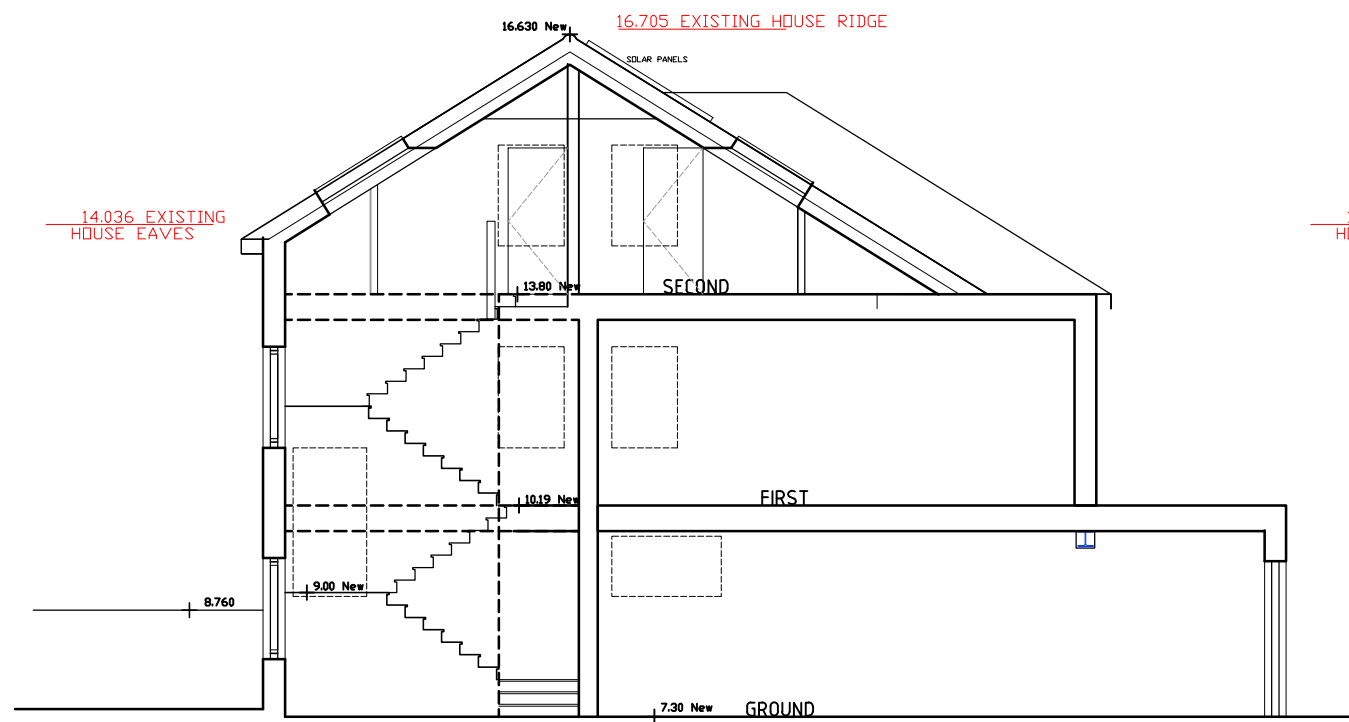 16.705 EXISTING HOUSE RIDGE
16.630 New
SOLAR PANELS
14.036 EXISTING
HOUSE EAVES
13.80 New
SECOND
10.19 New
FIRST
9.00 New
8.760
7.30 New
GROUND